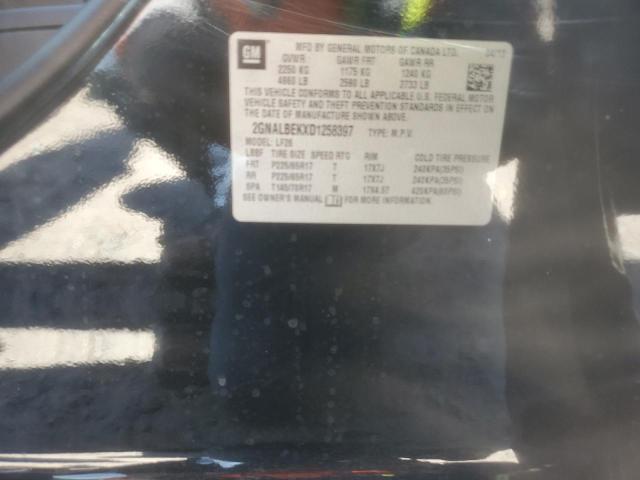 GM MFD BY GENERAL MOTORS OF CANADA LTD.
GVWR GAWR FRT GAWR RR
2250 KG 1175 KG 1240 KG
4960 LB 2590 LB 2733 LB
THIS VEHICLE CONFORMS TO ALL APPLICABLE U.S. FEDERAL MOTOR
VEHICLE SAFETY AND THEFT PREVENTION STANDARDS IN EFFECT ON
THE DATE OF MANUFACTURE SHOWN ABOVE.
2GNALBEKXD1258397 TYPE: M.P.V.
MODEL: LF26
TIRE SIZE SPEED RTG RIM COLD TIRE PRESSURE
FRT P225/65R17 T 17X7J 240KPA(35PSI)
RR P225/65R17 T 17X7J 240KPA(35PSI)
SPA T145/70R17 M 17X4.5T 420KPA(60PSI)
SEE OWNER'S MANUAL FOR MORE INFORMATION.